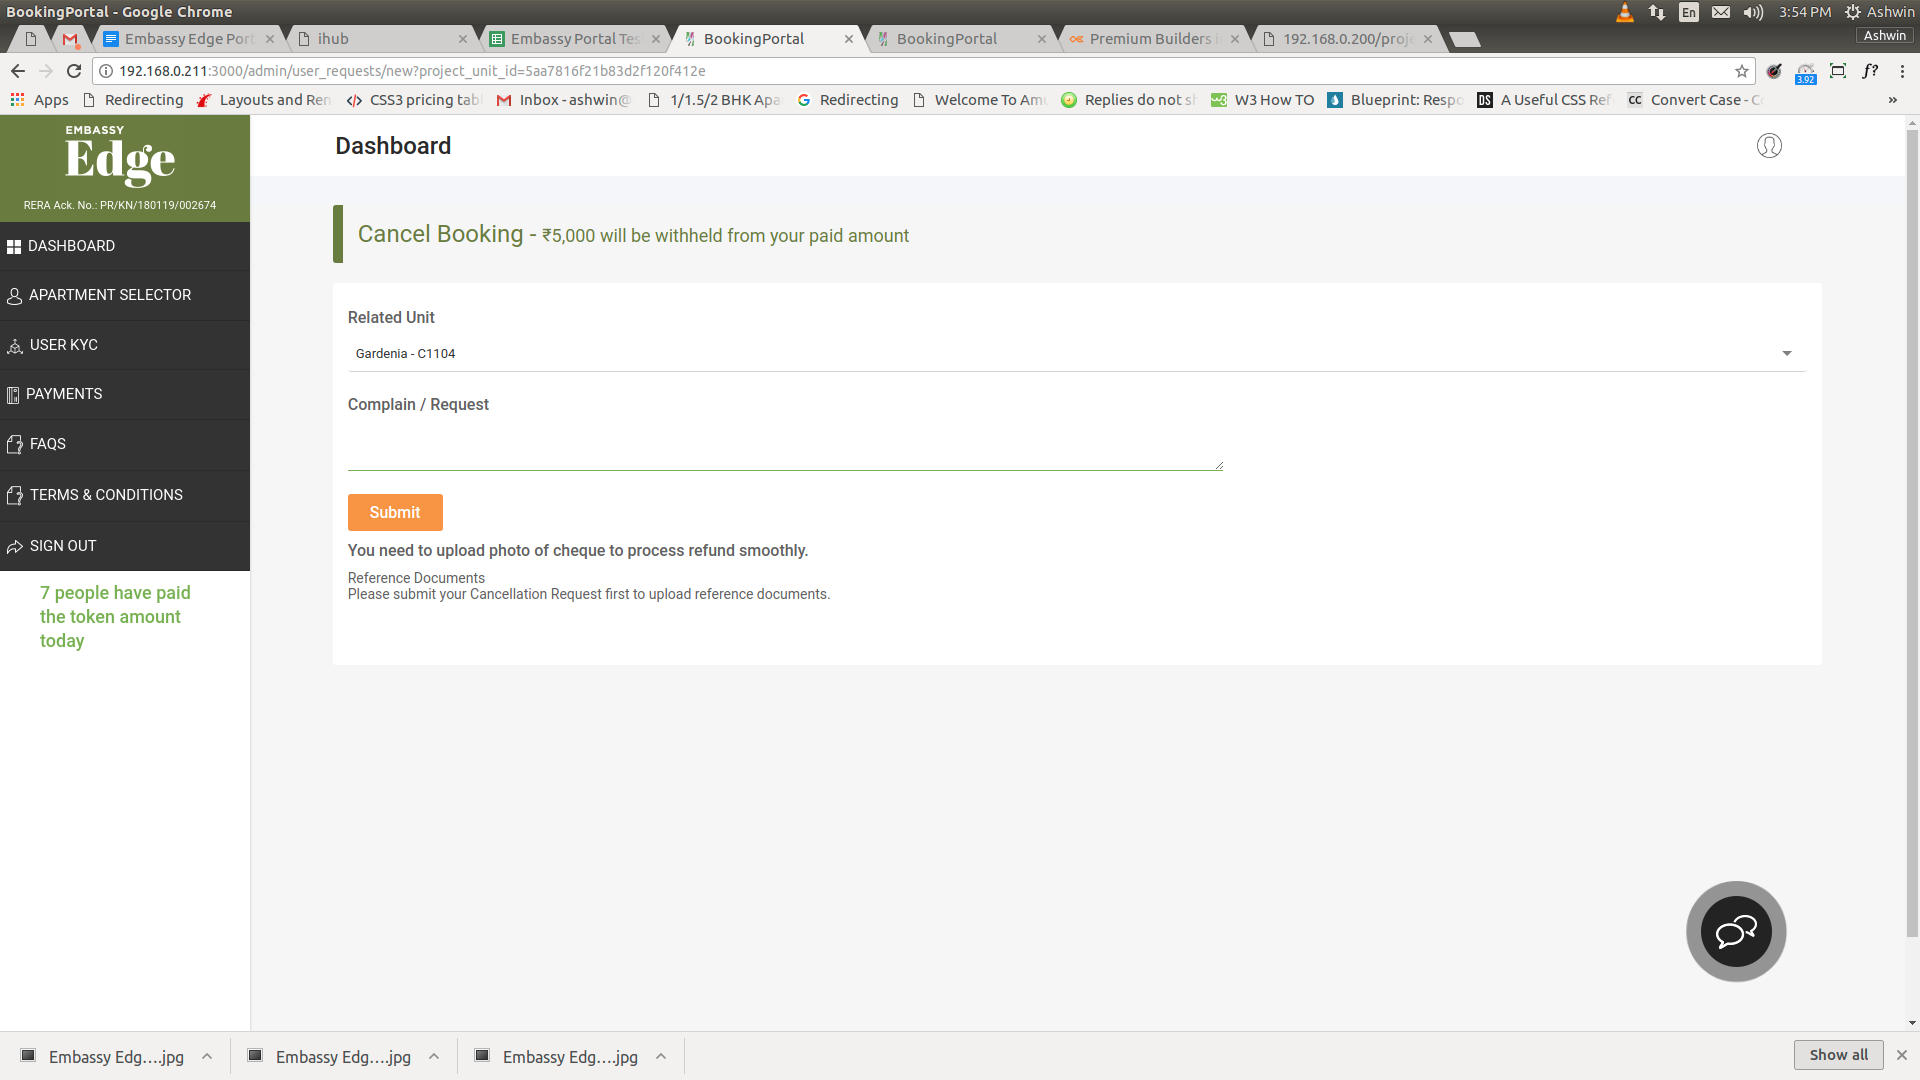 BookingPortal - Google Chrome
En
3:54 PM
Ashwin
Embassy Edge Por
ihub
Embassy Portal Tes
BookingPortal
BookingPortal
Premium Builders i
192.168.0.200/proje
Ashwin
192.168.0.211:3000/admin/user_requests/new?project_unit_id=5aa7816f21b83d2f120f412e
3.92
f?
Apps
Redirecting
Layouts and Ren
CSS3 pricing tab
Inbox - ashwin@
1/1.5/2 BHK Apa
Redirecting
Welcome To Amu
Replies do not sh
W3 How TO
Blueprint: Respo
DS
A Useful CSS Ref
CC
Convert Case - Co
»
EMBASSY
Edge
RERA Ack. No.: PR/KN/180119/002674
Dashboard
DASHBOARD
APARTMENT SELECTOR
USER KYC
PAYMENTS
FAQS
TERMS & CONDITIONS
SIGN OUT
7 people have paid
the token amount
today
Cancel Booking - ₹5,000 will be withheld from your paid amount
Related Unit
Gardenia - C1104
Complain / Request
Submit
You need to upload photo of cheque to process refund smoothly.
Reference Documents
Please submit your Cancellation Request first to upload reference documents.
Embassy Edg....jpg
Embassy Edg....jpg
Embassy Edg....jpg
Show all